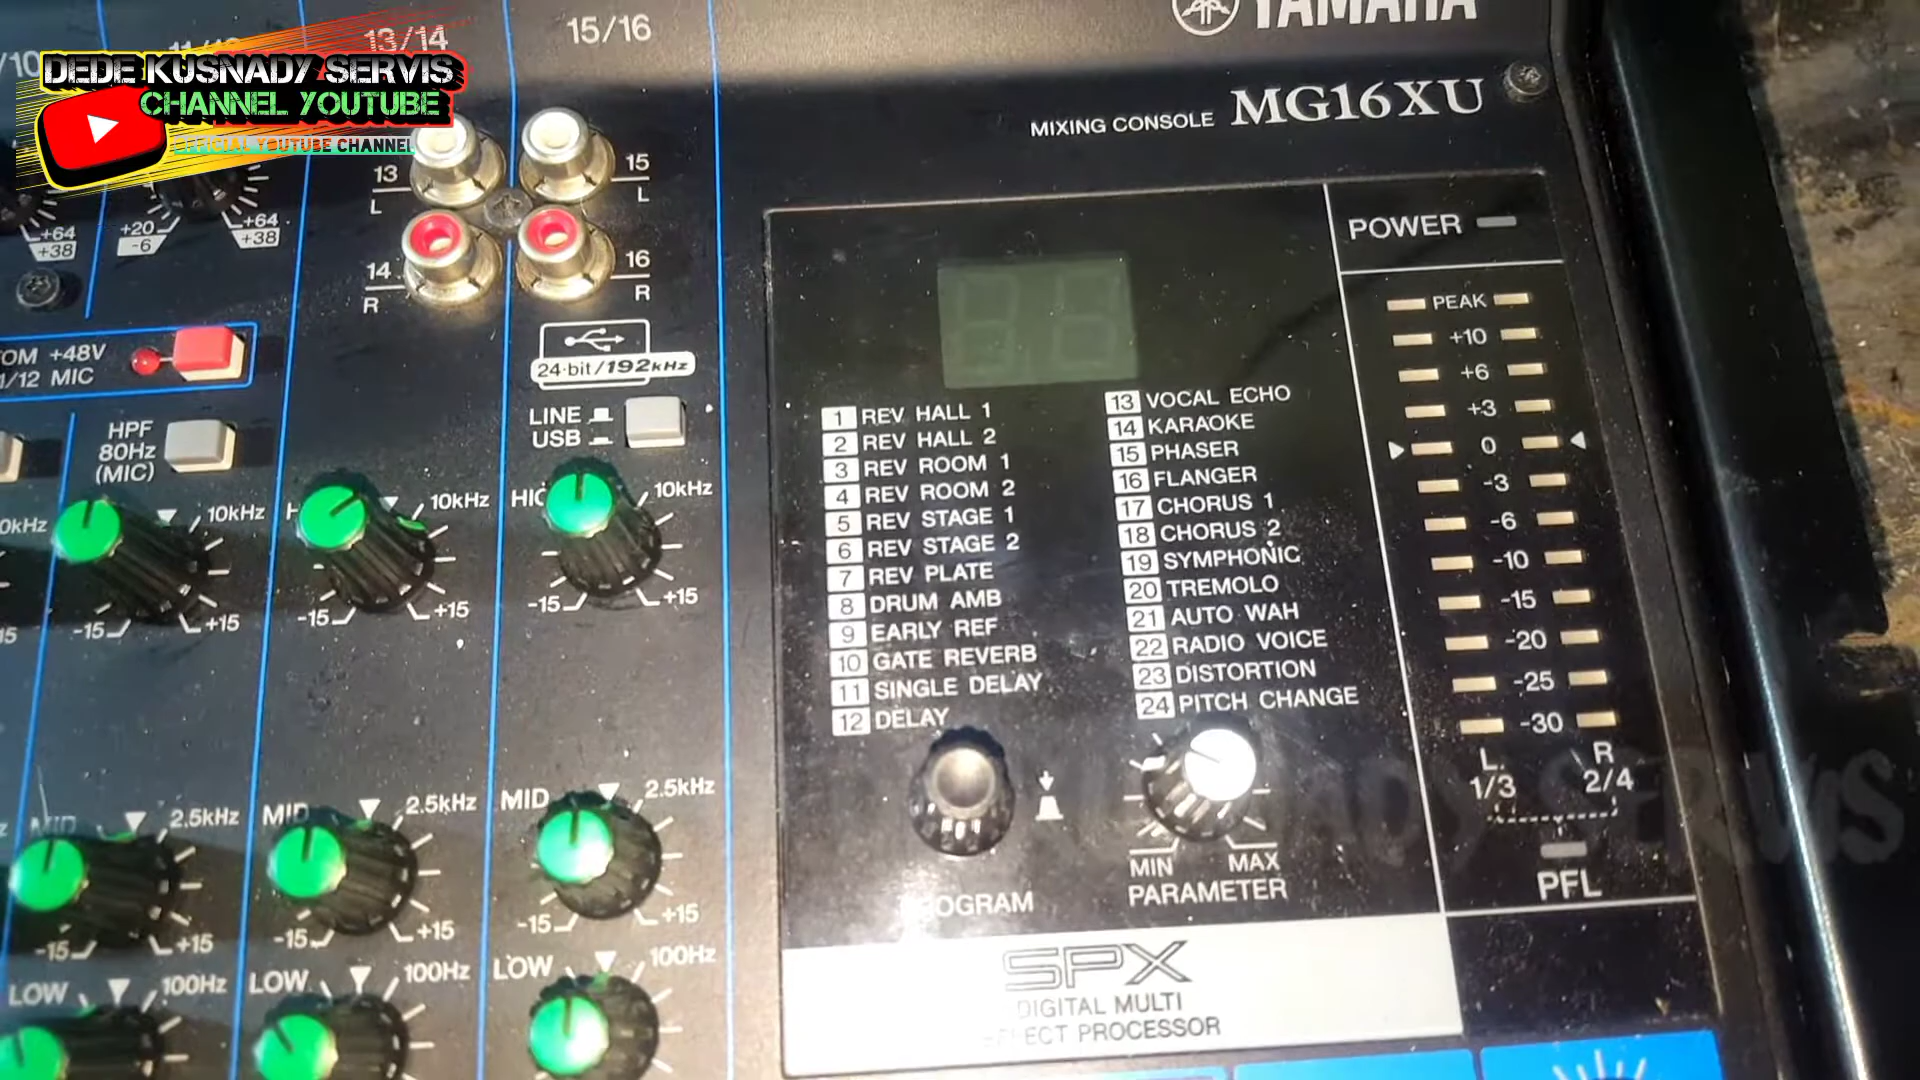 DEDE KUSNADY SERVIS
CHANNEL YOUTUBE
OFFICIAL YOUTUBE CHANNEL
13/14
15/16
YAMAHA
MIXING CONSOLE MG16XU
13
L
15
L
14
R
16
R
+64
+38
+20
-6
+64
+38
+48V
1/12 MIC
24-bit/192kHz
LINE
USB
HPF
80Hz
(MIC)
10kHz
10kHz
HIGH 10kHz
-15 +15
-15 +15
-15 +15
MID 2.5kHz
MID 2.5kHz
MID 2.5kHz
-15 +15
-15 +15
-15 +15
LOW 100Hz
LOW 100Hz
LOW 100Hz
1 REV HALL 1
2 REV HALL 2
3 REV ROOM 1
4 REV ROOM 2
5 REV STAGE 1
6 REV STAGE 2
7 REV PLATE
8 DRUM AMB
9 EARLY REF
10 GATE REVERB
11 SINGLE DELAY
12 DELAY
13 VOCAL ECHO
14 KARAOKE
15 PHASER
16 FLANGER
17 CHORUS 1
18 CHORUS 2
19 SYMPHONIC
20 TREMOLO
21 AUTO WAH
22 RADIO VOICE
23 DISTORTION
24 PITCH CHANGE
PROGRAM
MIN MAX
PARAMETER
SPX
DIGITAL MULTI
EFFECT PROCESSOR
POWER
PEAK
+10
+6
+3
0
-3
-6
-10
-15
-20
-25
-30
L R
1/3 2/4
PFL
SERVIS